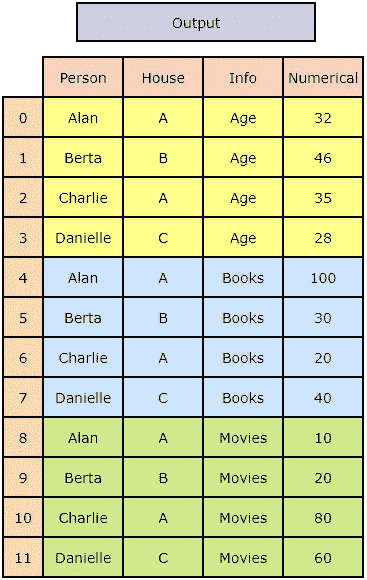 Output
Person House Info Numerical
0 Alan A Age 32
1 Berta B Age 46
2 Charlie A Age 35
3 Danielle C Age 28
4 Alan A Books 100
5 Berta B Books 30
6 Charlie A Books 20
7 Danielle C Books 40
8 Alan A Movies 10
9 Berta B Movies 20
10 Charlie A Movies 80
11 Danielle C Movies 60